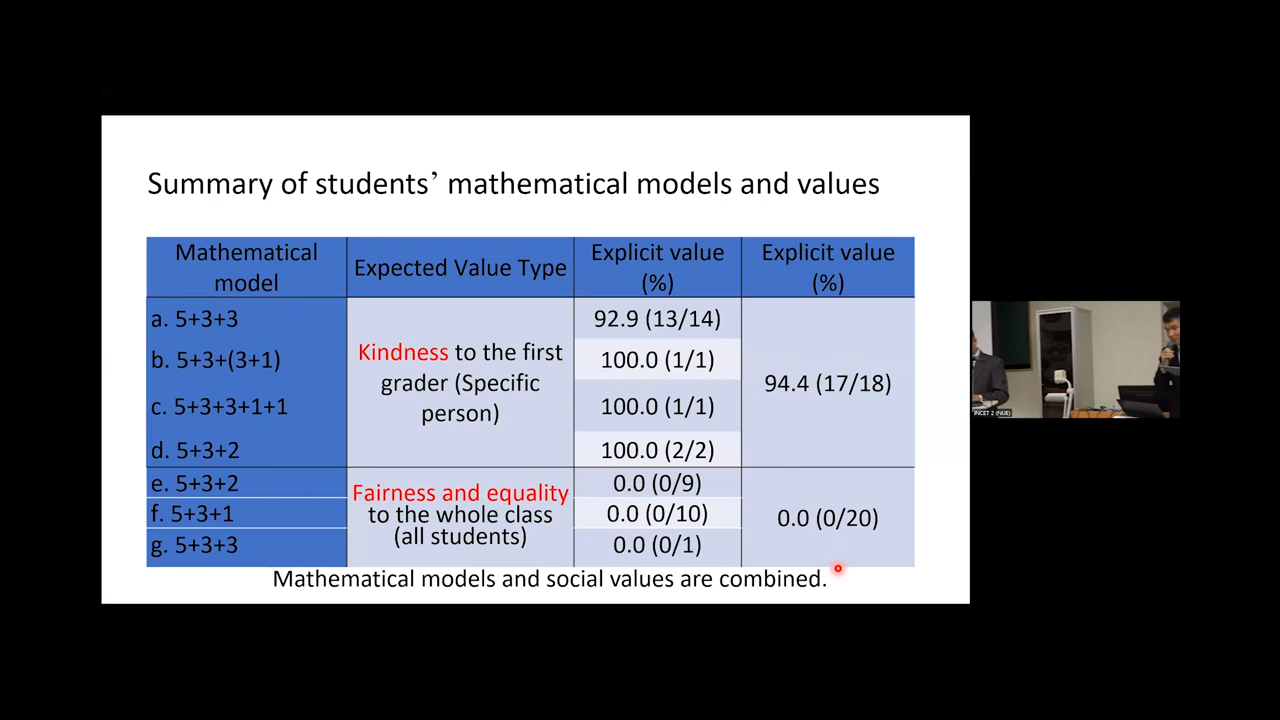 Summary of students’ mathematical models and values
Mathematical
model
Expected Value Type
Explicit value
(%)
Explicit value
(%)
a. 5+3+3
Kindness to the first
grader (Specific
person)
92.9 (13/14)
94.4 (17/18)
b. 5+3+(3+1)
100.0 (1/1)
c. 5+3+3+1+1
100.0 (1/1)
d. 5+3+2
100.0 (2/2)
e. 5+3+2
Fairness and equality
to the whole class
(all students)
0.0 (0/9)
0.0 (0/20)
f. 5+3+1
0.0 (0/10)
g. 5+3+3
0.0 (0/1)
Mathematical models and social values are combined.
INCET 2 (NUE)